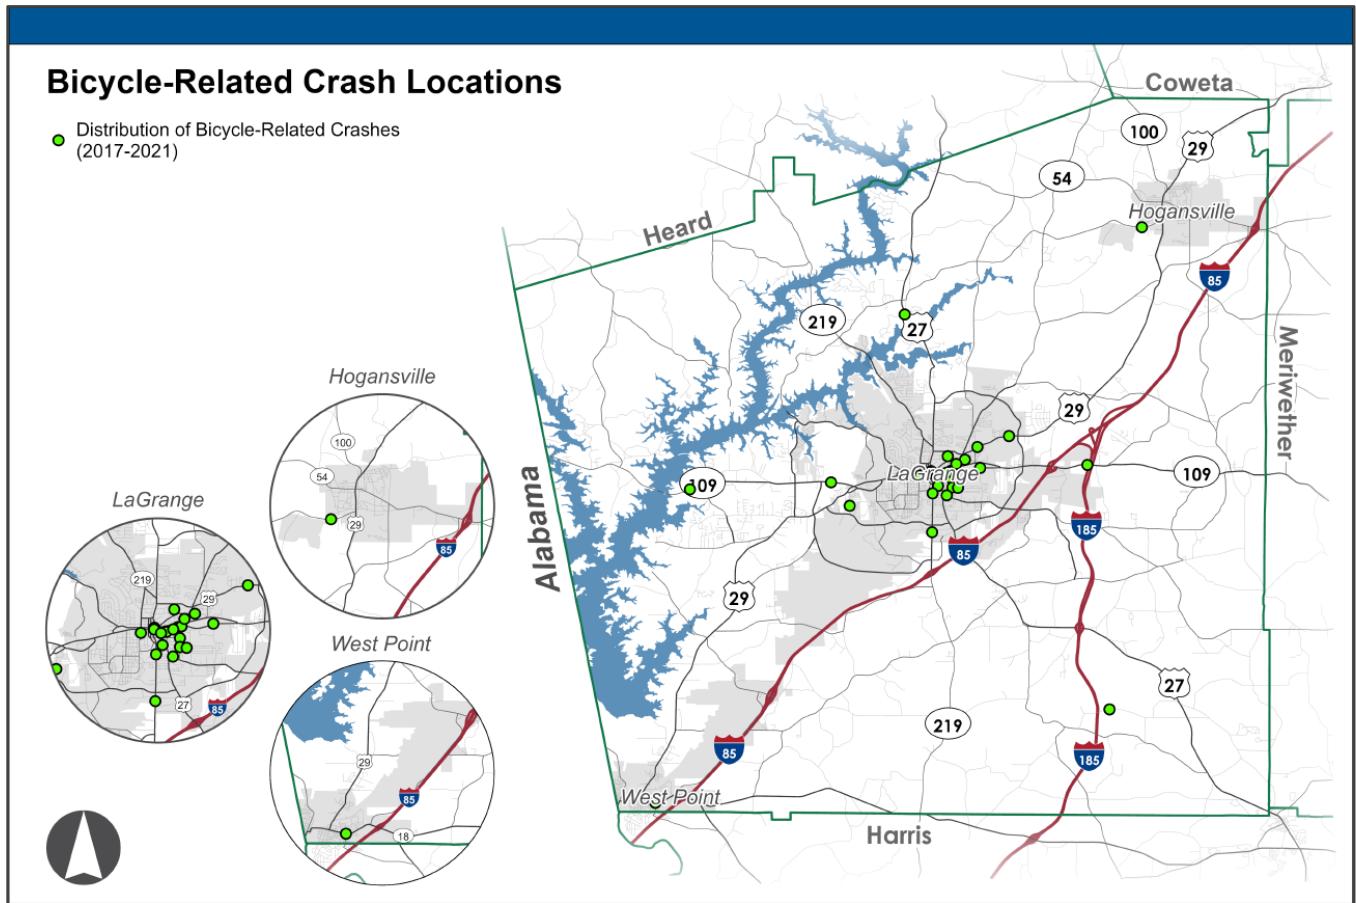 Bicycle-Related Crash Locations
Distribution of Bicycle-Related Crashes
(2017-2021)
Coweta
100
29
54
Hogansville
Heard
85
219
27
Meriwether
29
LaGrange
109
109
Alabama
185
85
29
27
219
85
185
West Point
Harris
Hogansville
100
54
29
85
LaGrange
219
29
27
85
West Point
29
85
18